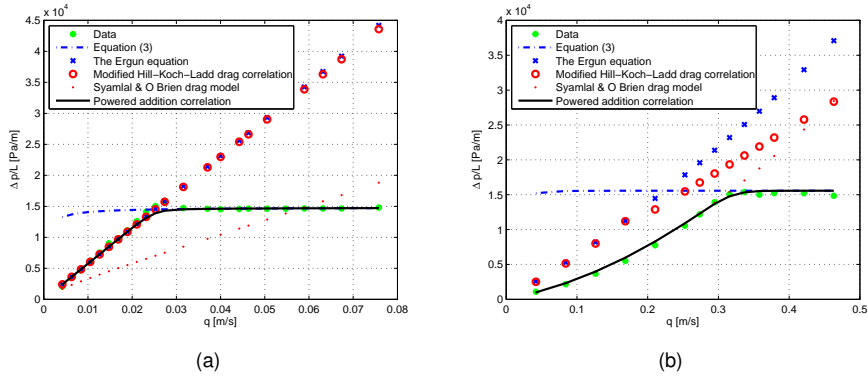 x 10⁴
4.5
4
3.5
3
2.5
2
1.5
1
0.5
0
Δ p/L [Pa/m]
Data
Equation (3)
The Ergun equation
Modified Hill−Koch−Ladd drag correlation
Syamlal & O Brien drag model
Powered addition correlation
0 0.01 0.02 0.03 0.04 0.05 0.06 0.07 0.08
q [m/s]
(a)
x 10⁴
4
3.5
3
2.5
2
1.5
1
0.5
0
Δ p/L [Pa/m]
Data
Equation (3)
The Ergun equation
Modified Hill−Koch−Ladd drag correlation
Syamlal & O Brien drag model
Powered addition correlation
0 0.1 0.2 0.3 0.4 0.5
q [m/s]
(b)